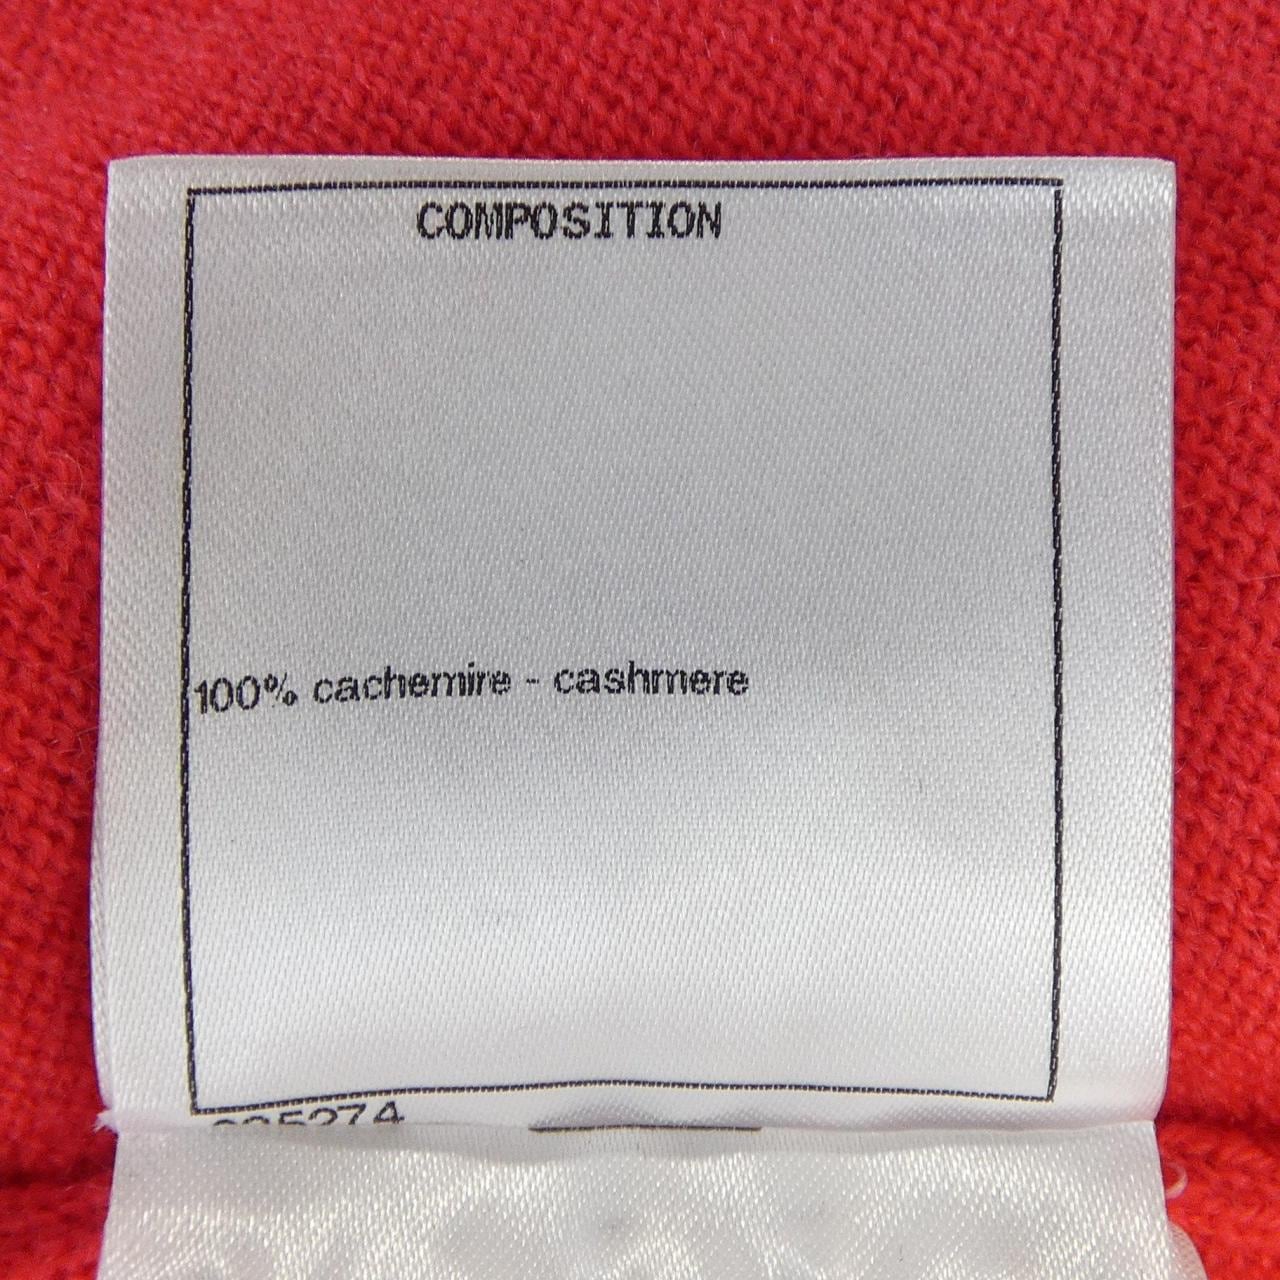 COMPOSITION
100% cachemire - cashmere